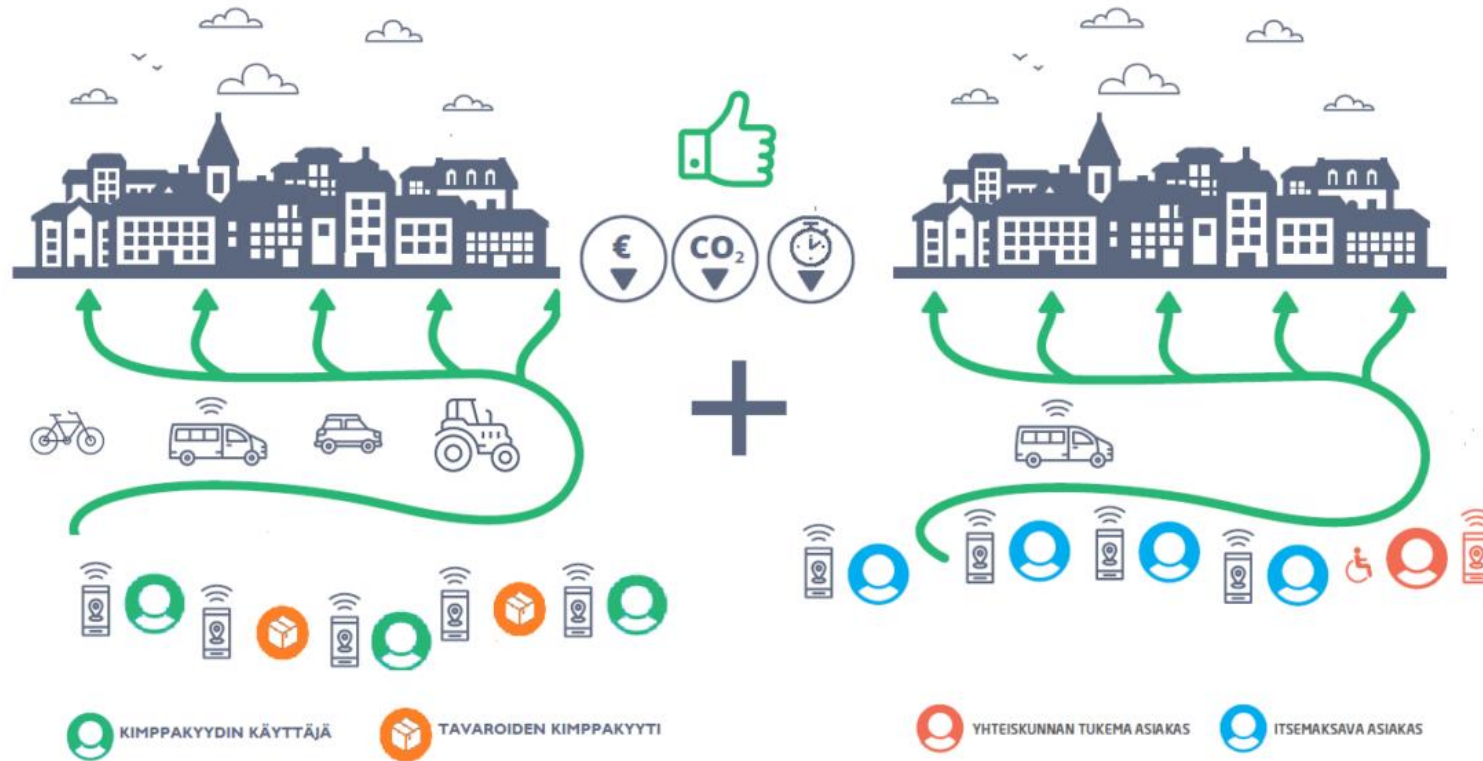 €
CO₂
KIMPPAKYYDIN KÄYTTÄJÄ
TAVAROIDEN KIMPPAKYYTI
YHTEISKUNNAN TUKEMA ASIAKAS
ITSEMAKSAVA ASIAKAS